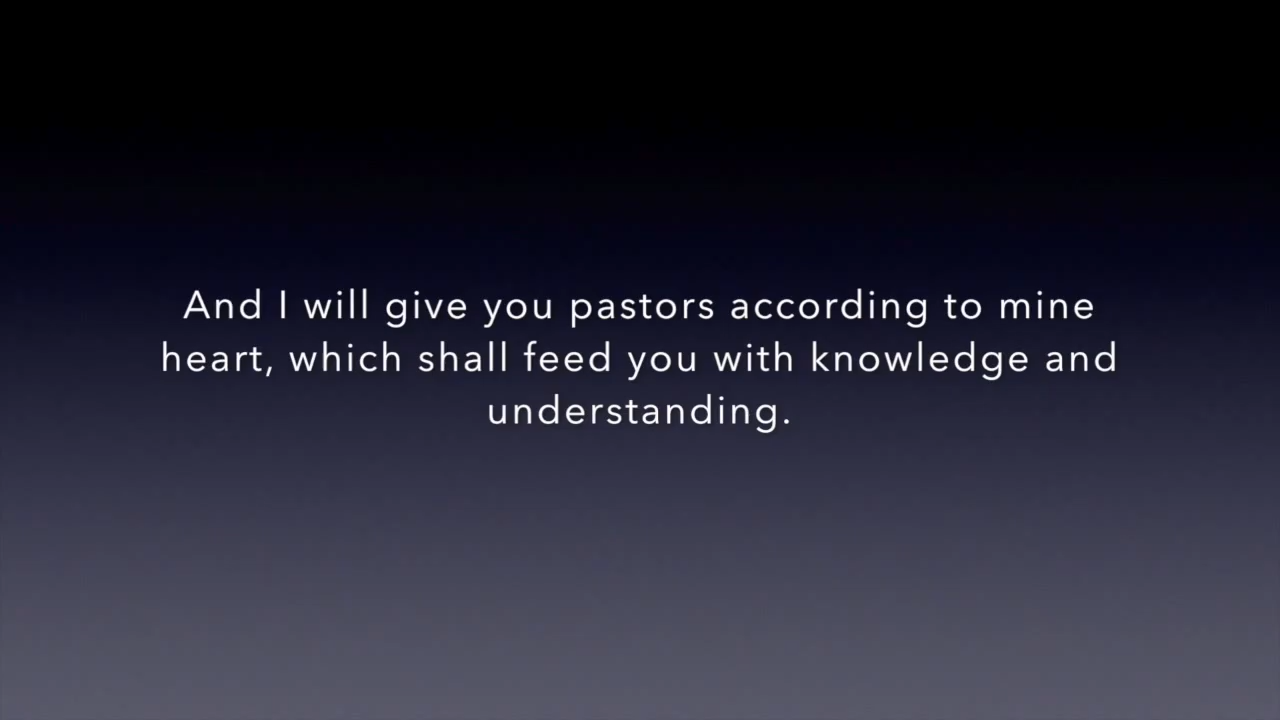 And I will give you pastors according to mine
heart, which shall feed you with knowledge and
understanding.